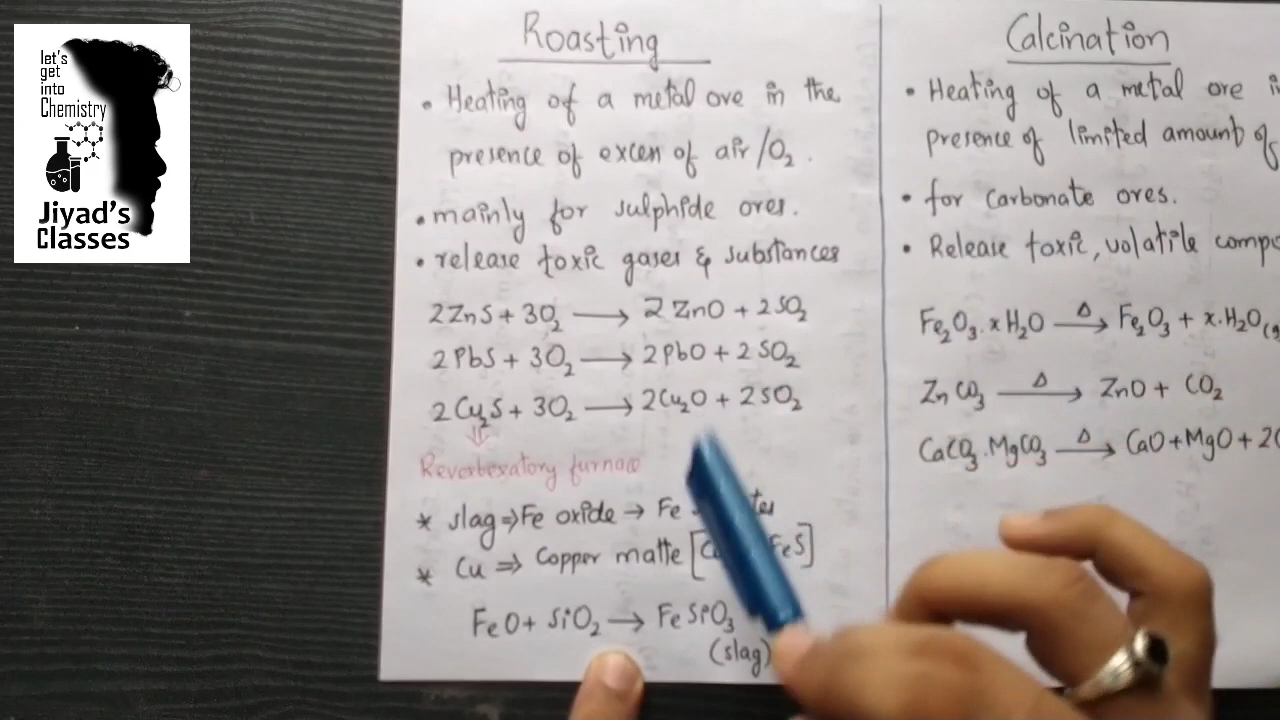 let's
get
into
Chemistry
Jiyad's
Classes
Roasting
• Heating of a metal ore in the
presence of excess of air/O₂.
• mainly for sulphide ores.
• release toxic gases & substances
2ZnS + 3O₂ ⟶ 2ZnO + 2SO₂
2PbS + 3O₂ ⟶ 2PbO + 2SO₂
2Cu₂S + 3O₂ ⟶ 2Cu₂O + 2SO₂
⇓
Reverberatory furnace
* slag ⇒ Fe oxide → Fe
* Cu ⇒ Copper matte [ FeS]
FeO + SiO₂ ⟶ FeSiO₃
(slag)
Calcination
• Heating of a metal ore
presence of limited amount of
• for carbonate ores.
• Release toxic, volatile
Fe₂O₃.xH₂O —Δ→ Fe₂O₃ + x.H₂O
ZnCO₃ —Δ→ ZnO + CO₂
CaCO₃.MgCO₃ —Δ→ CaO + MgO + 2